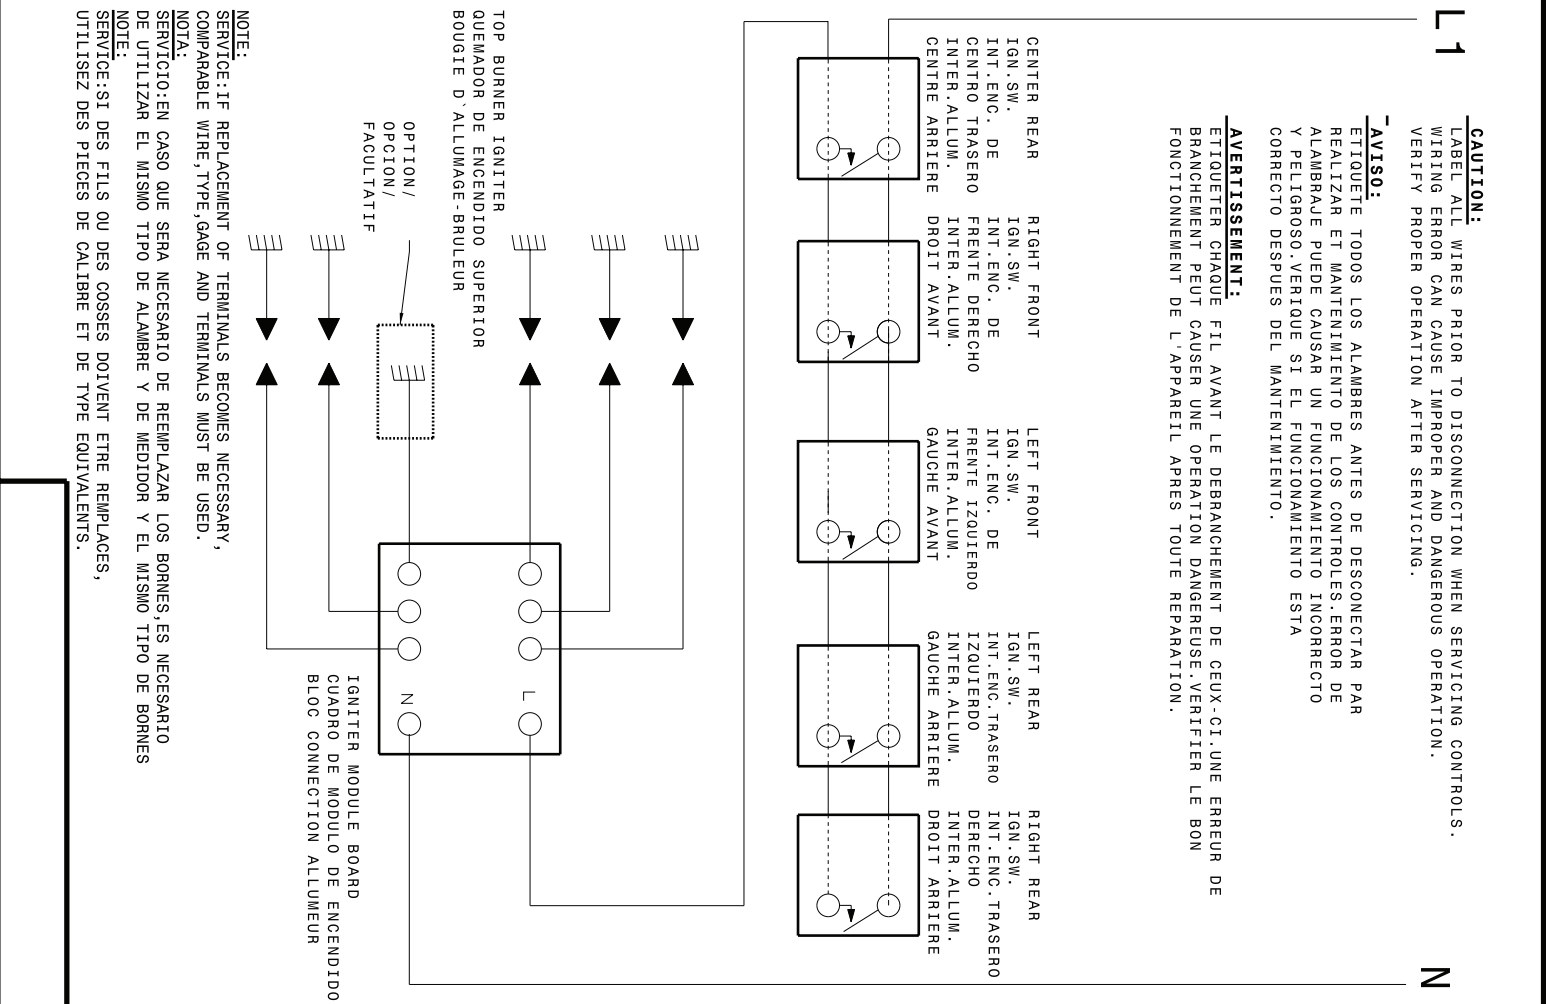 L1
N
CAUTION:
LABEL ALL WIRES PRIOR TO DISCONNECTION WHEN SERVICING CONTROLS.
WIRING ERROR CAN CAUSE IMPROPER AND DANGEROUS OPERATION.
VERIFY PROPER OPERATION AFTER SERVICING.
AVISO:
ETIQUETE TODOS LOS ALAMBRES ANTES DE DESCONECTAR PAR
REALIZAR ET MANTENIMIENTO DE LOS CONTROLES.ERROR DE
ALAMBRAJE PUEDE CAUSAR UN FUNCIONAMIENTO INCORRECTO
Y PELIGROSO.VERIQUE SI EL FUNCIONAMIENTO ESTA
CORRECTO DESPUES DEL MANTENIMIENTO.
AVERTISSEMENT:
ETIQUETER CHAQUE FIL AVANT LE DEBRANCHEMENT DE CEUX-CI.UNE ERREUR DE
BRANCHEMENT PEUT CAUSER UNE OPERATION DANGEREUSE.VERIFIER LE BON
FONCTIONNEMENT DE L'APPAREIL APRES TOUTE REPARATION.
CENTER REAR
IGN.SW.
INT.ENC. DE
CENTRO TRASERO
INTER.ALLUM.
CENTRE ARRIERE
RIGHT FRONT
IGN.SW.
INT.ENC. DE
FRENTE DERECHO
INTER.ALLUM.
DROIT AVANT
LEFT FRONT
IGN.SW.
INT.ENC. DE
FRENTE IZQUIERDO
INTER.ALLUM.
GAUCHE AVANT
LEFT REAR
IGN.SW.
INT.ENC.TRASERO
IZQUIERDO
INTER.ALLUM.
GAUCHE ARRIERE
RIGHT REAR
IGN.SW.
INT.ENC.TRASERO
DERECHO
INTER.ALLUM.
DROIT ARRIERE
TOP BURNER IGNITER
QUEMADOR DE ENCENDIDO SUPERIOR
BOUGIE D`ALLUMAGE-BRULEUR
OPTION/
OPCION/
FACULTATIF
L
N
IGNITER MODULE BOARD
CUADRO DE MODULO DE ENCENDIDO
BLOC CONNECTION ALLUMEUR
NOTE:
SERVICE:IF REPLACEMENT OF TERMINALS BECOMES NECESSARY,
COMPARABLE WIRE,TYPE,GAGE AND TERMINALS MUST BE USED.
NOTA:
SERVICIO:EN CASO QUE SERA NECESARIO DE REEMPLAZAR LOS BORNES,ES NECESARIO
DE UTILIZAR EL MISMO TIPO DE ALAMBRE Y DE MEDIDOR Y EL MISMO TIPO DE BORNES
NOTE:
SERVICE:SI DES FILS OU DES COSSES DOIVENT ETRE REMPLACES,
UTILISEZ DES PIECES DE CALIBRE ET DE TYPE EQUIVALENTS.